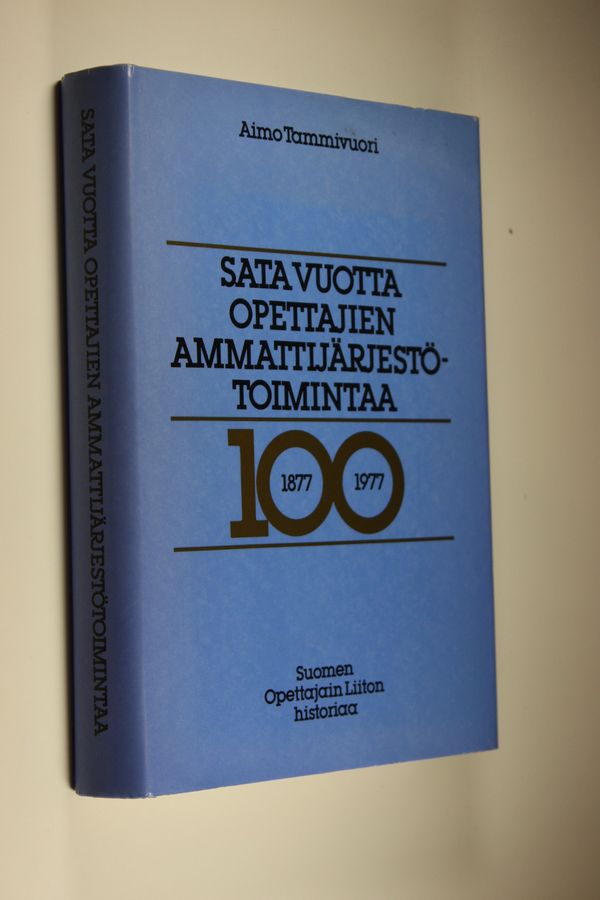 SATA VUOTTA OPETTAJIEN AMMATTIJÄRJESTÖTOIMINTAA
Aimo Tammivuori
SATA VUOTTA
OPETTAJIEN
AMMATTIJÄRJESTÖ-
TOIMINTAA
100
1877 1977
Suomen
Opettajain Liiton
historiaa